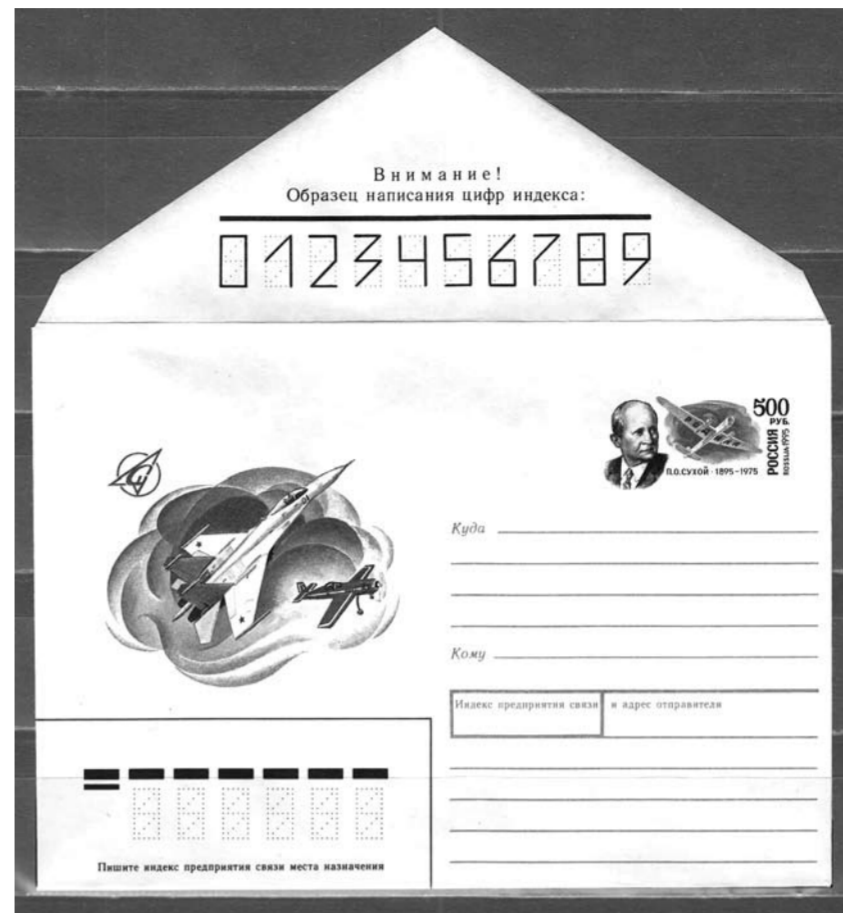 Внимание!
Образец написания цифр индекса:
0123456789
500
РУБ.
РОССИЯ
ROSSIJA 1995
П.О.СУХОЙ · 1895-1975
Куда
Кому
Индекс предприятия связи и адрес отправителя
Пишите индекс предприятия связи места назначения